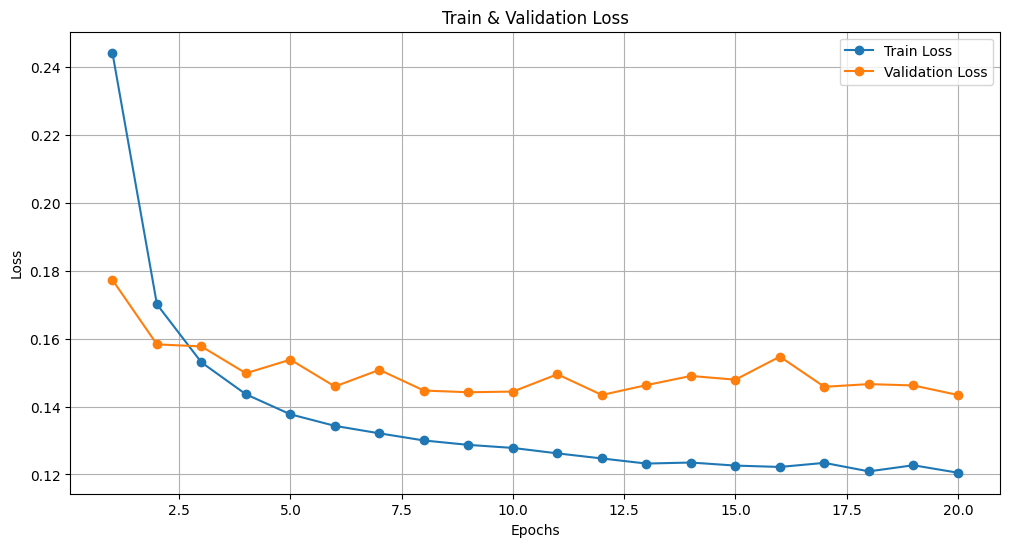 Train & Validation Loss
Train Loss
Validation Loss
0.24
0.22
0.20
0.18
0.16
0.14
0.12
Loss
2.5 5.0 7.5 10.0 12.5 15.0 17.5 20.0
Epochs